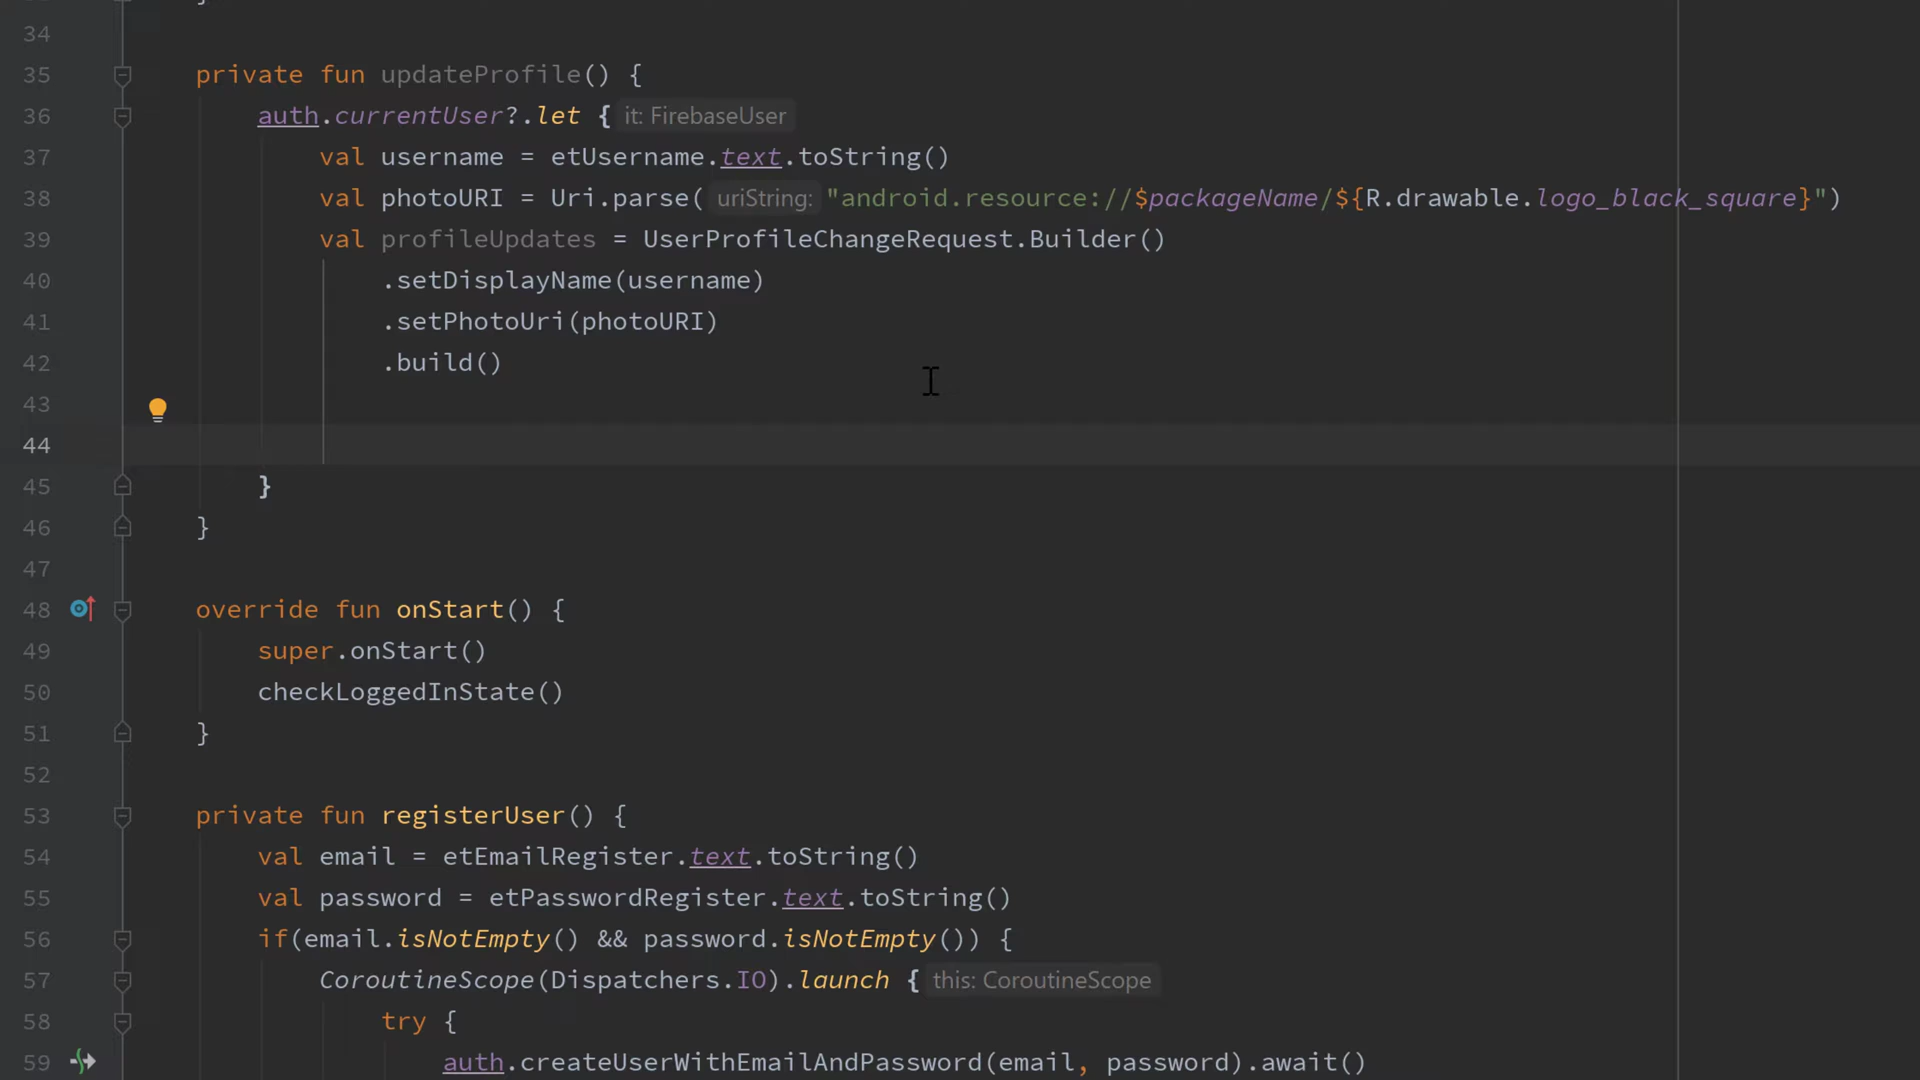 34
35 private fun updateProfile() {
36 auth.currentUser?.let { it: FirebaseUser
37 val username = etUsername.text.toString()
38 val photoURI = Uri.parse( uriString: "android.resource://$packageName/${R.drawable.logo_black_square}")
39 val profileUpdates = UserProfileChangeRequest.Builder()
40 .setDisplayName(username)
41 .setPhotoUri(photoURI)
42 .build()
43
44
45 }
46 }
47
48 override fun onStart() {
49 super.onStart()
50 checkLoggedInState()
51 }
52
53 private fun registerUser() {
54 val email = etEmailRegister.text.toString()
55 val password = etPasswordRegister.text.toString()
56 if(email.isNotEmpty() && password.isNotEmpty()) {
57 CoroutineScope(Dispatchers.IO).launch { this: CoroutineScope
58 try {
59 auth.createUserWithEmailAndPassword(email, password).await()